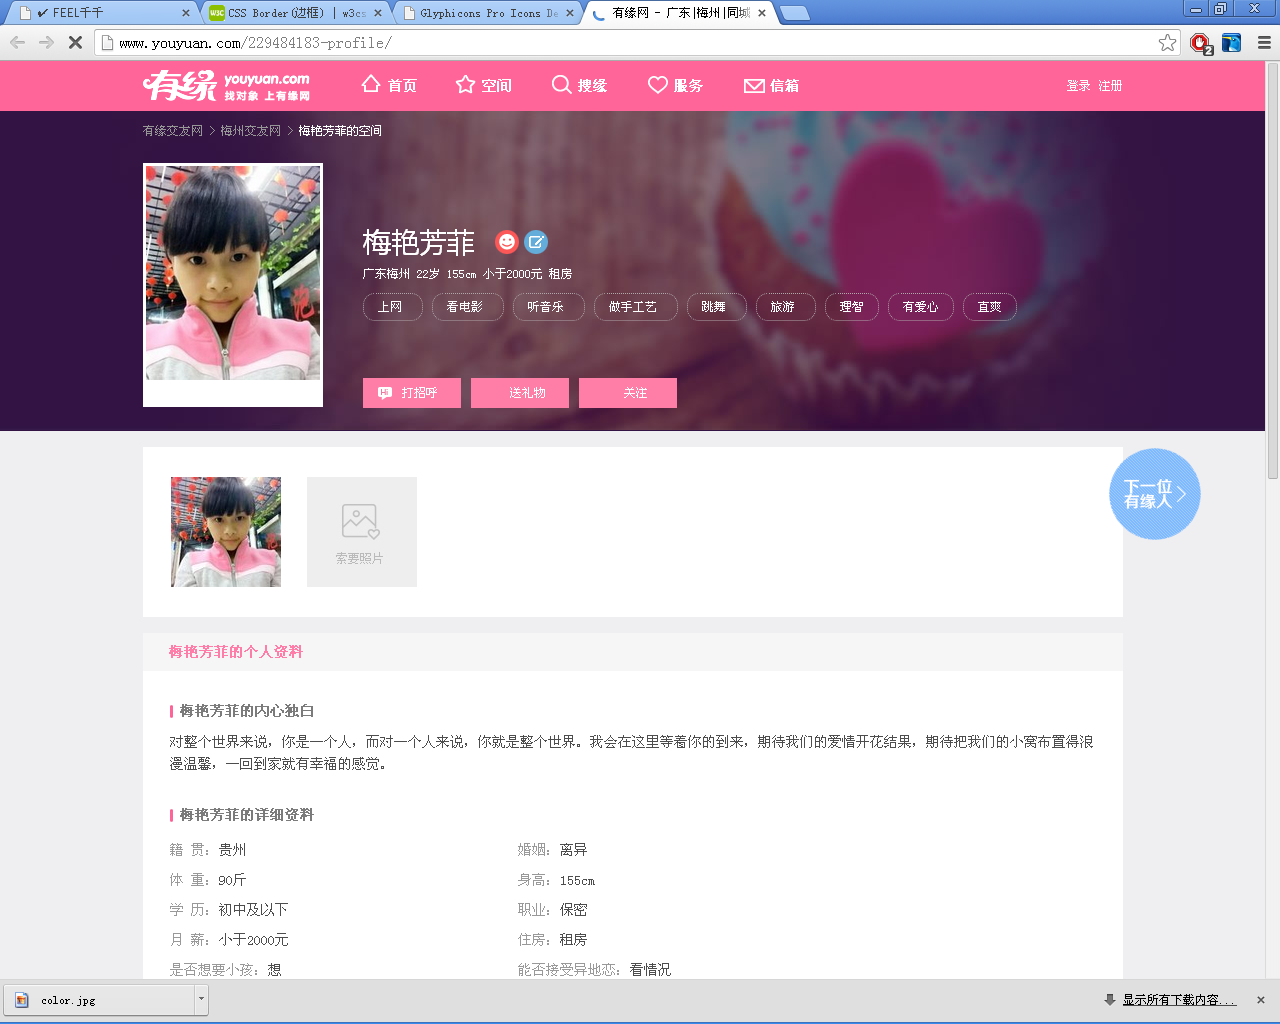 ✔ FEEL千千
CSS Border(边框) | w3cs
Glyphicons Pro Icons De
有缘网 - 广东|梅州|同城
www.youyuan.com/229484183-profile/
2
有缘 youyuan.com 找对象 上有缘网
首页 空间 搜缘 服务 信箱
登录 注册
有缘交友网 > 梅州交友网 > 梅艳芳菲的空间
梅艳芳菲
广东梅州 22岁 155cm 小于2000元 租房
上网 看电影 听音乐 做手工艺 跳舞 旅游 理智 有爱心 直爽
Hi 打招呼 送礼物 关注
下一位
有缘人
索要照片
梅艳芳菲的个人资料
梅艳芳菲的内心独白
对整个世界来说，你是一个人，而对一个人来说，你就是整个世界。我会在这里等着你的到来，期待我们的爱情开花结果，期待把我们的小窝布置得浪
漫温馨，一回到家就有幸福的感觉。
梅艳芳菲的详细资料
籍 贯：贵州 婚姻：离异
体 重：90斤 身高：155cm
学 历：初中及以下 职业：保密
月 薪：小于2000元 住房：租房
是否想要小孩：想 能否接受异地恋：看情况
color.jpg
显示所有下载内容...